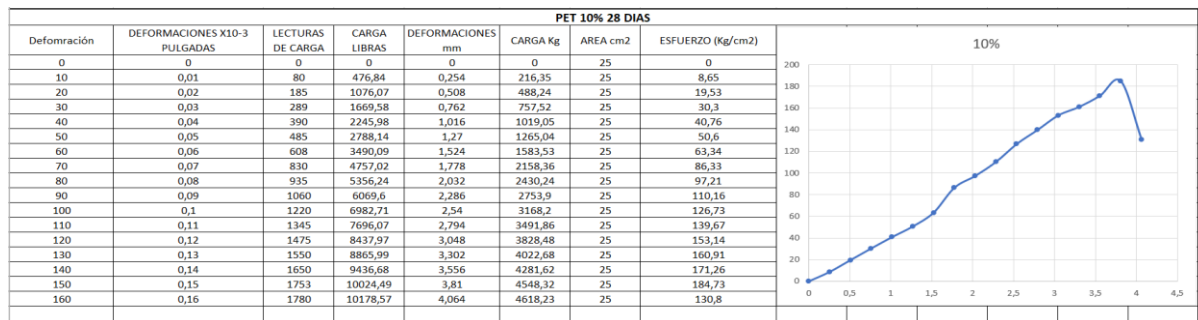 PET 10% 28 DIAS
Defomración DEFORMACIONES X10-3 PULGADAS LECTURAS DE CARGA CARGA LIBRAS DEFORMACIONES mm CARGA Kg AREA cm2 ESFUERZO (Kg/cm2)
0 0 0 0 0 0 25 0
10 0,01 80 476,84 0,254 216,35 25 8,65
20 0,02 185 1076,07 0,508 488,24 25 19,53
30 0,03 289 1669,58 0,762 757,52 25 30,3
40 0,04 390 2245,98 1,016 1019,05 25 40,76
50 0,05 485 2788,14 1,27 1265,04 25 50,6
60 0,06 608 3490,09 1,524 1583,53 25 63,34
70 0,07 830 4757,02 1,778 2158,36 25 86,33
80 0,08 935 5356,24 2,032 2430,24 25 97,21
90 0,09 1060 6069,6 2,286 2753,9 25 110,16
100 0,1 1220 6982,71 2,54 3168,2 25 126,73
110 0,11 1345 7696,07 2,794 3491,86 25 139,67
120 0,12 1475 8437,97 3,048 3828,48 25 153,14
130 0,13 1550 8865,99 3,302 4022,68 25 160,91
140 0,14 1650 9436,68 3,556 4281,62 25 171,26
150 0,15 1753 10024,49 3,81 4548,32 25 184,73
160 0,16 1780 10178,57 4,064 4618,23 25 130,8
10%
200
180
160
140
120
100
80
60
40
20
0
0 0,5 1 1,5 2 2,5 3 3,5 4 4,5